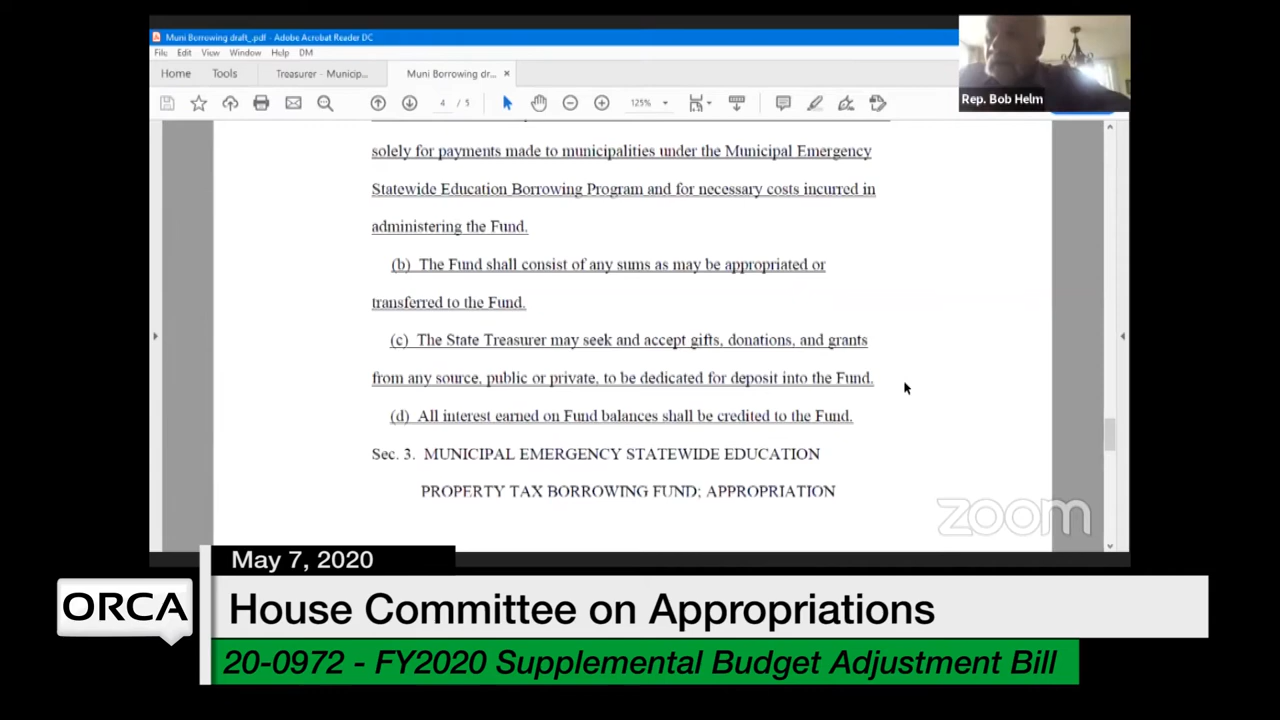 Muni Borrowing draft_.pdf - Adobe Acrobat Reader DC
File Edit View Window Help DM
Home Tools Treasurer - Municip... Muni Borrowing dr... ×
4 / 5 125%
Rep. Bob Helm
solely for payments made to municipalities under the Municipal Emergency
Statewide Education Borrowing Program and for necessary costs incurred in
administering the Fund.
(b) The Fund shall consist of any sums as may be appropriated or
transferred to the Fund.
(c) The State Treasurer may seek and accept gifts, donations, and grants
from any source, public or private, to be dedicated for deposit into the Fund.
(d) All interest earned on Fund balances shall be credited to the Fund.
Sec. 3. MUNICIPAL EMERGENCY STATEWIDE EDUCATION
PROPERTY TAX BORROWING FUND; APPROPRIATION
zoom
May 7, 2020
ORCA
House Committee on Appropriations
20-0972 - FY2020 Supplemental Budget Adjustment Bill